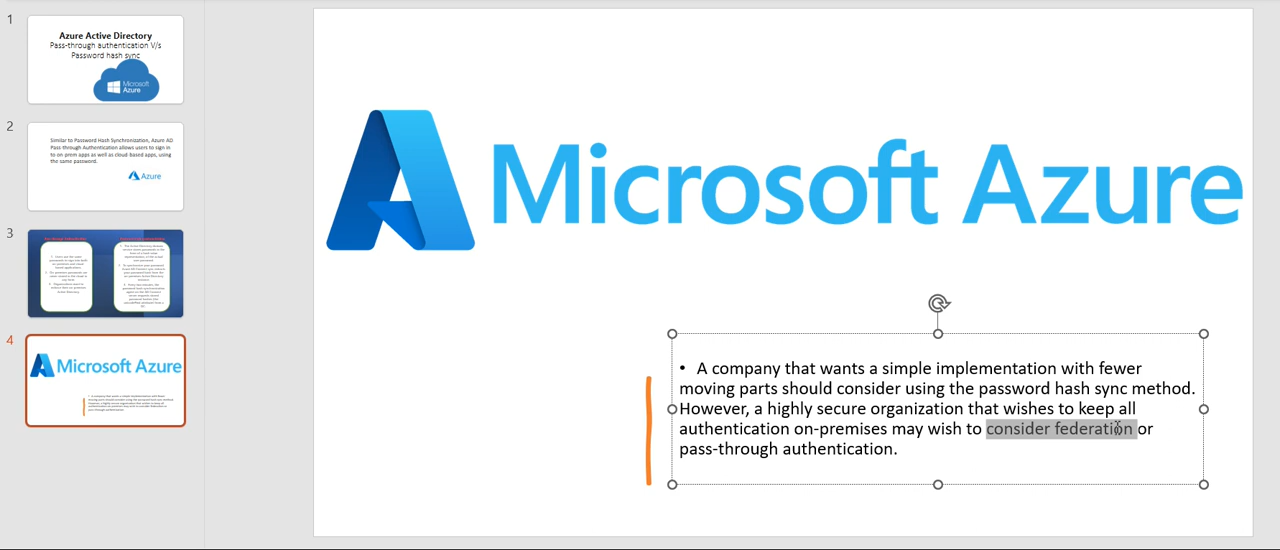 1
Azure Active Directory
Pass-through authentication V/s
Password hash sync
Microsoft
Azure
2
Similar to Password Hash Synchronization, Azure AD
Pass-through Authentication allows users to sign in
to on-prem apps as well as cloud-based apps, using
the same password.
Azure
3
4
Microsoft Azure
Microsoft Azure
• A company that wants a simple implementation with fewer
moving parts should consider using the password hash sync method.
However, a highly secure organization that wishes to keep all
authentication on-premises may wish to consider federation or
pass-through authentication.